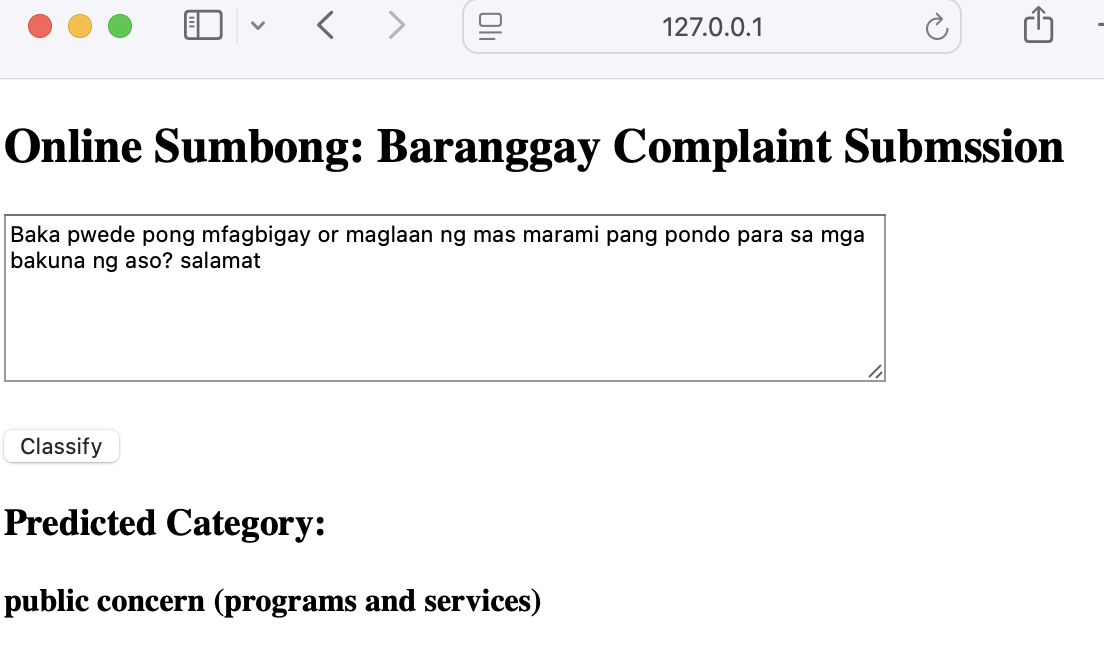 127.0.0.1
Online Sumbong: Baranggay Complaint Submssion
Baka pwede pong mfagbigay or maglaan ng mas marami pang pondo para sa mga
bakuna ng aso? salamat
Classify
Predicted Category:
public concern (programs and services)